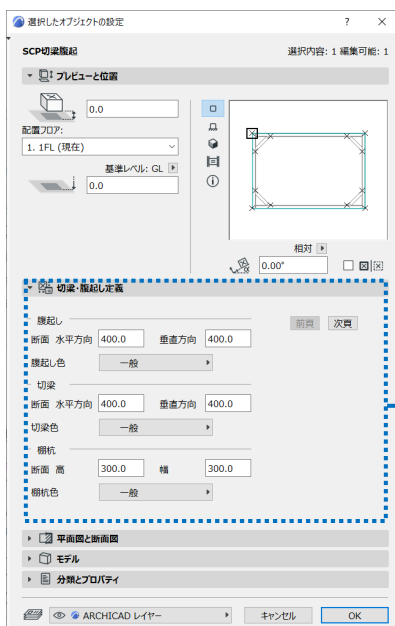 選択したオブジェクトの設定 ? ×
SCP切梁腹起 選択内容: 1 編集可能: 1
プレビューと位置
0.0
配置フロア:
1. 1FL (現在)
基準レベル: GL
0.0
相対
0.00°
切梁・腹起し定義
腹起し 前頁 次頁
断面 水平方向 400.0 垂直方向 400.0
腹起し色 一般
切梁
断面 水平方向 400.0 垂直方向 400.0
切梁色 一般
棚杭
断面 高 300.0 幅 300.0
棚杭色 一般
平面図と断面図
モデル
分類とプロパティ
ARCHICAD レイヤー キャンセル OK